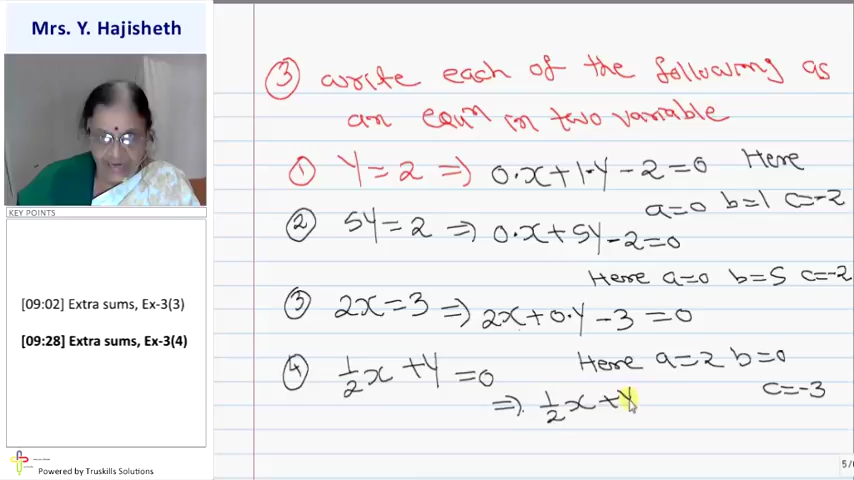 Mrs. Y. Hajisheth
KEY POINTS
[09:02] Extra sums, Ex-3(3)
[09:28] Extra sums, Ex-3(4)
Powered by Truskills Solutions
③ Write each of the following as
an equn in two variable
① Y=2 ⇒ 0·x+1·Y-2=0 Here
a=0 b=1 c=-2
② 5Y=2 ⇒ 0·x+5Y-2=0
Here a=0 b=5 c=-2
③ 2x=3 ⇒ 2x+0·Y-3=0
Here a=2 b=0
c=-3
④ 1/2x+Y=0
⇒ 1/2x+Y